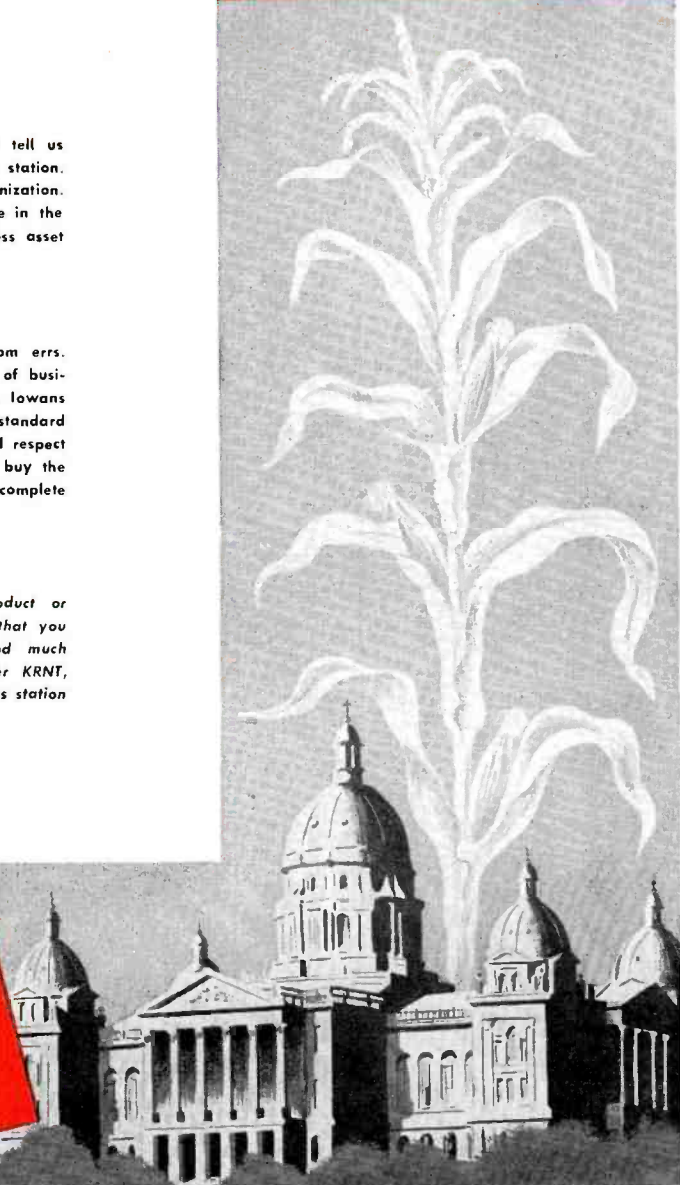 tell us
station.
nization.
e in the
ss asset
om errs.
of busi-
Iowans
standard
l respect
buy the
complete
oduct or
that you
nd much
er KRNT,
s station